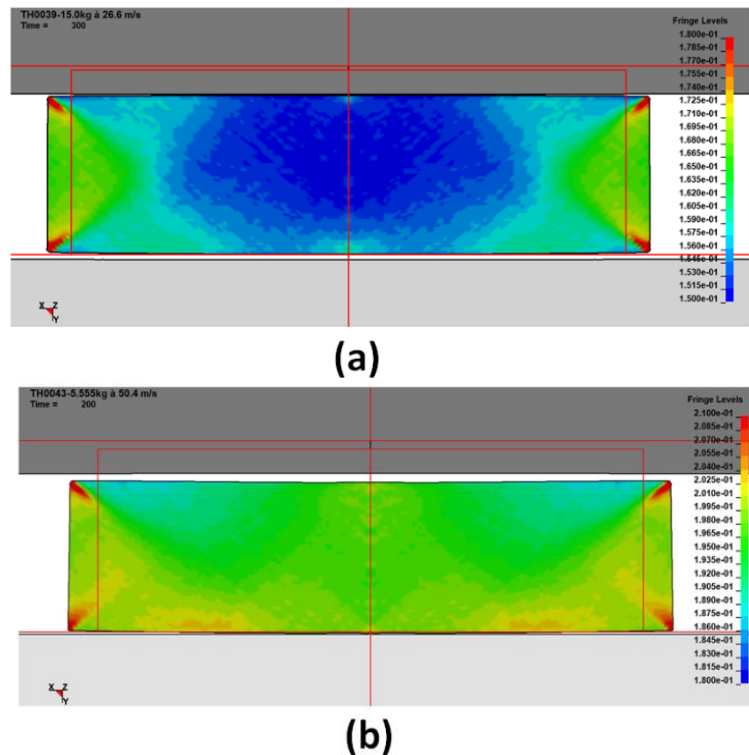 TH0039-15.0kg à 26.6 m/s
Time = 300
Fringe Levels
1.800e-01
1.785e-01
1.770e-01
1.755e-01
1.740e-01
1.725e-01
1.710e-01
1.695e-01
1.680e-01
1.665e-01
1.650e-01
1.635e-01
1.620e-01
1.605e-01
1.590e-01
1.575e-01
1.560e-01
1.545e-01
1.530e-01
1.515e-01
1.500e-01
X Z
Y
(a)
TH0043-5.555kg à 50.4 m/s
Time = 200
Fringe Levels
2.100e-01
2.085e-01
2.070e-01
2.055e-01
2.040e-01
2.025e-01
2.010e-01
1.995e-01
1.980e-01
1.965e-01
1.950e-01
1.935e-01
1.920e-01
1.905e-01
1.890e-01
1.875e-01
1.860e-01
1.845e-01
1.830e-01
1.815e-01
1.800e-01
X Z
Y
(b)